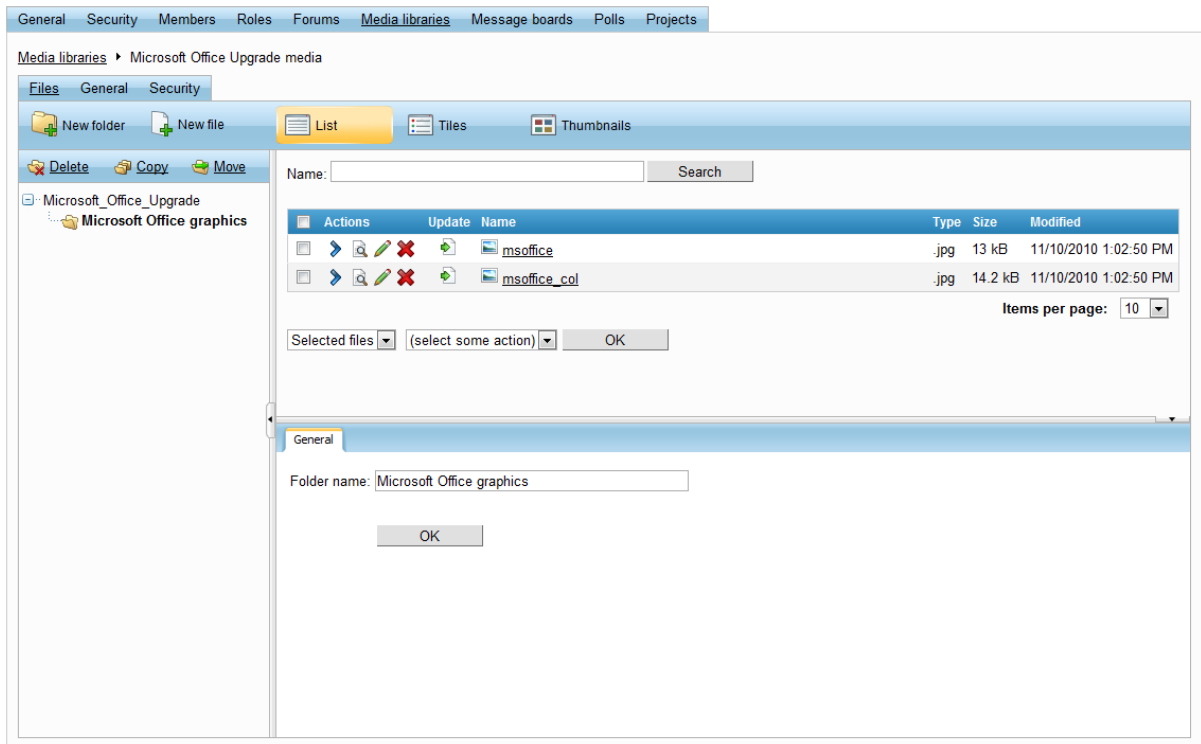 General Security Members Roles Forums Media libraries Message boards Polls Projects
Media libraries Microsoft Office Upgrade media
Files General Security
New folder New file List Tiles Thumbnails
Delete Copy Move
Name: Search
Microsoft_Office_Upgrade
Microsoft Office graphics
Actions Update Name Type Size Modified
msoffice .jpg 13 kB 11/10/2010 1:02:50 PM
msoffice_col .jpg 14.2 kB 11/10/2010 1:02:50 PM
Items per page: 10
Selected files (select some action) OK
General
Folder name: Microsoft Office graphics
OK